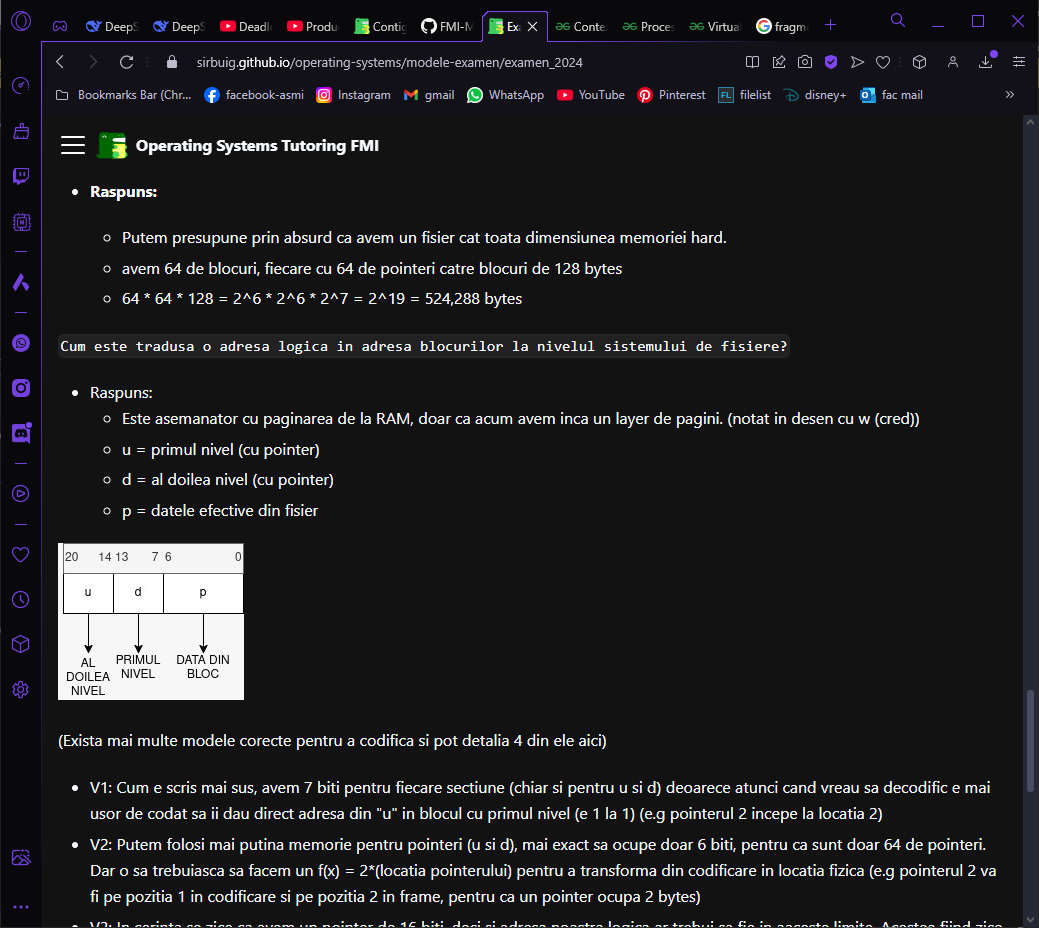 DeepS
DeepS
Deadl
Produ
Contig
FMI-M
Ex
Conte
Proces
Virtua
fragm
sirbuig.github.io/operating-systems/modele-examen/examen_2024
Bookmarks Bar (Chr...
facebook-asmi
Instagram
gmail
WhatsApp
YouTube
Pinterest
FL
filelist
disney+
fac mail
Operating Systems Tutoring FMI
Raspuns:
Putem presupune prin absurd ca avem un fisier cat toata dimensiunea memoriei hard.
avem 64 de blocuri, fiecare cu 64 de pointeri catre blocuri de 128 bytes
64 * 64 * 128 = 2^6 * 2^6 * 2^7 = 2^19 = 524,288 bytes
Cum este tradusa o adresa logica in adresa blocurilor la nivelul sistemului de fisiere?
Raspuns:
Este asemanator cu paginarea de la RAM, doar ca acum avem inca un layer de pagini. (notat in desen cu w (cred))
u = primul nivel (cu pointer)
d = al doilea nivel (cu pointer)
p = datele efective din fisier
20 14 13 7 6 0
u d p
AL DOILEA NIVEL
PRIMUL NIVEL
DATA DIN BLOC
(Exista mai multe modele corecte pentru a codifica si pot detalia 4 din ele aici)
V1: Cum e scris mai sus, avem 7 biti pentru fiecare sectiune (chiar si pentru u si d) deoarece atunci cand vreau sa decodific e mai
usor de codat sa ii dau direct adresa din "u" in blocul cu primul nivel (e 1 la 1) (e.g pointerul 2 incepe la locatia 2)
V2: Putem folosi mai putina memorie pentru pointeri (u si d), mai exact sa ocupe doar 6 biti, pentru ca sunt doar 64 de pointeri.
Dar o sa trebuiasca sa facem un f(x) = 2*(locatia pointerului) pentru a transforma din codificare in locatia fizica (e.g pointerul 2 va
fi pe pozitia 1 in codificare si pe pozitia 2 in frame, pentru ca un pointer ocupa 2 bytes)